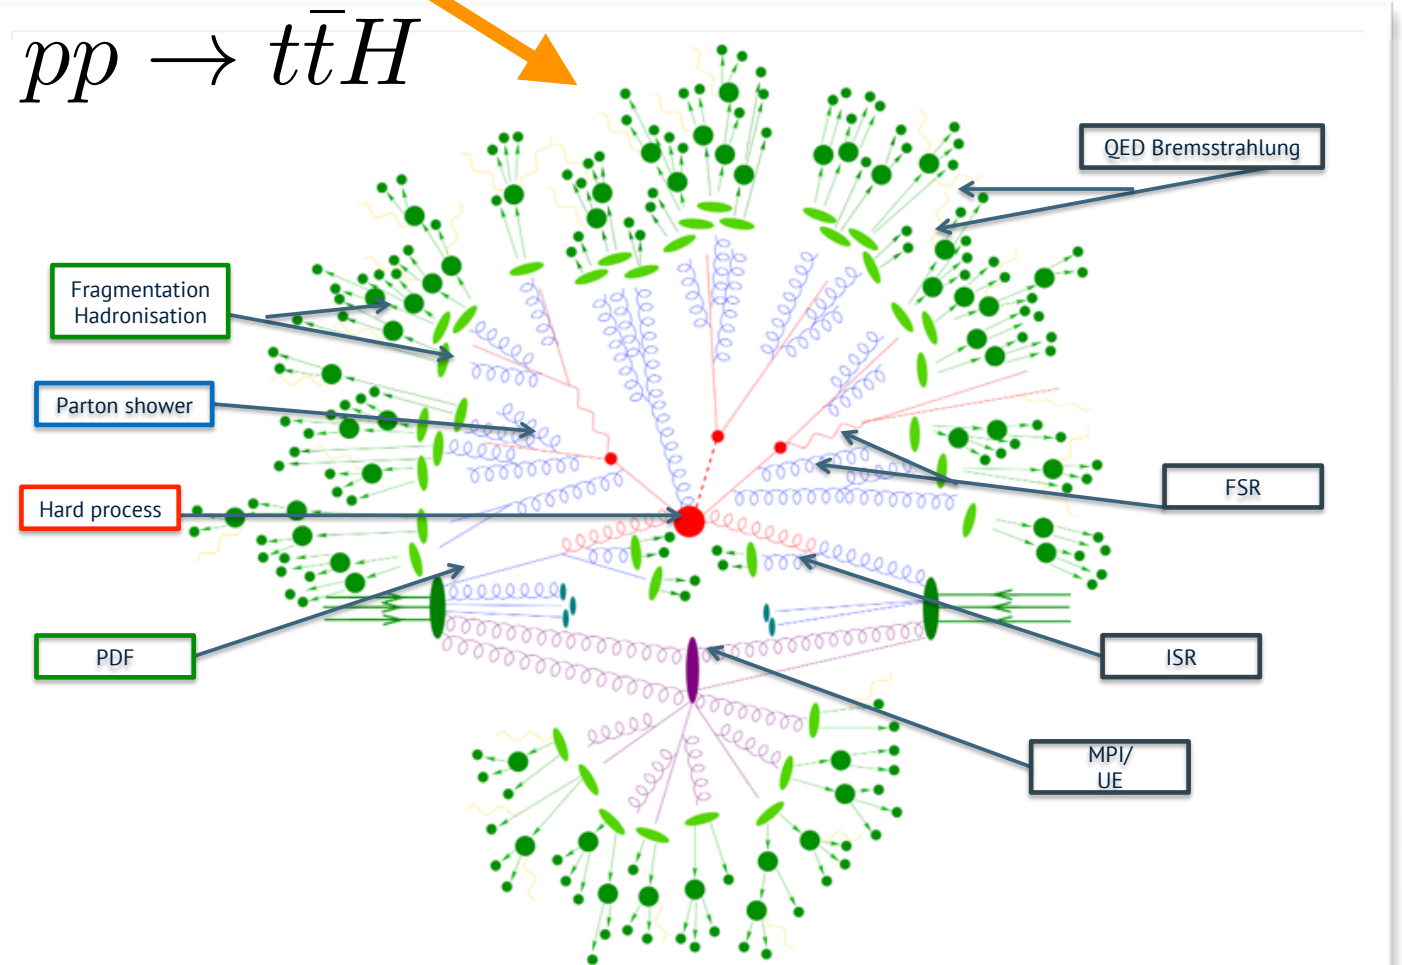 pp → tt̄H
QED Bremsstrahlung
Fragmentation
Hadronisation
Parton shower
Hard process
FSR
PDF
ISR
MPI/
UE